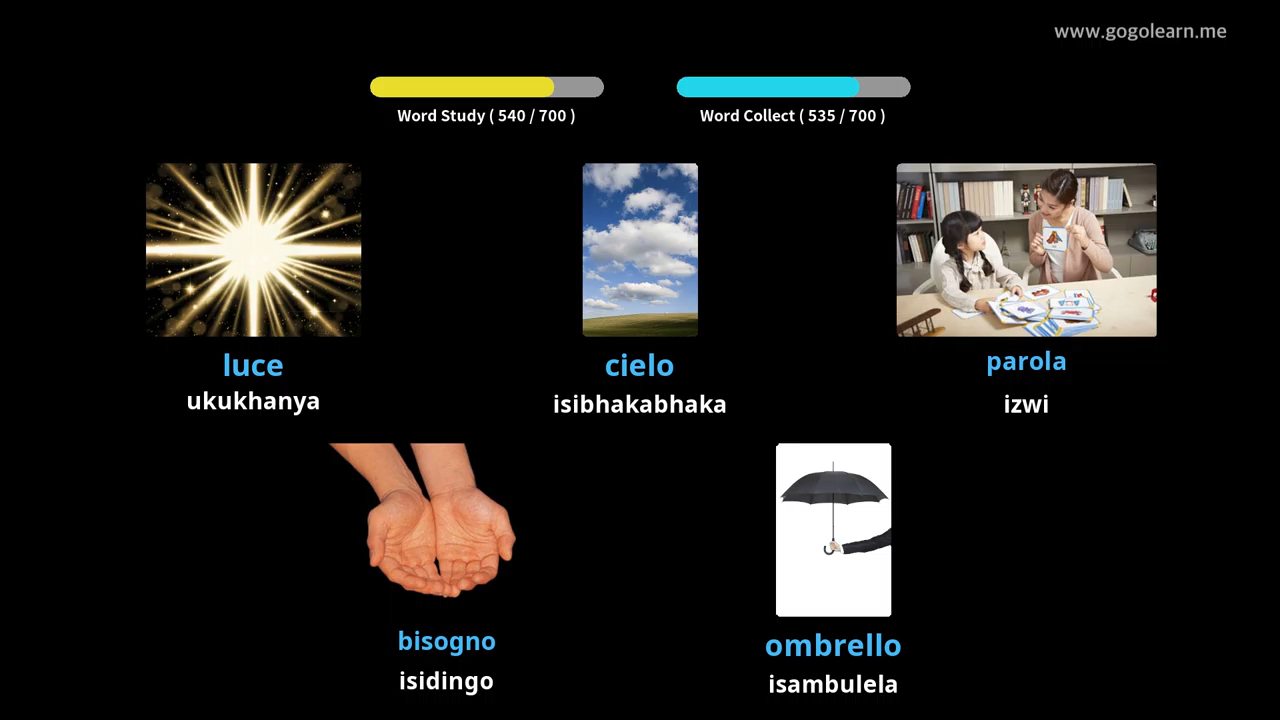 www.gogolearn.me
Word Study ( 540 / 700 )
Word Collect ( 535 / 700 )
luce
ukukhanya
cielo
isibhakabhaka
parola
izwi
bisogno
isidingo
ombrello
isambulela